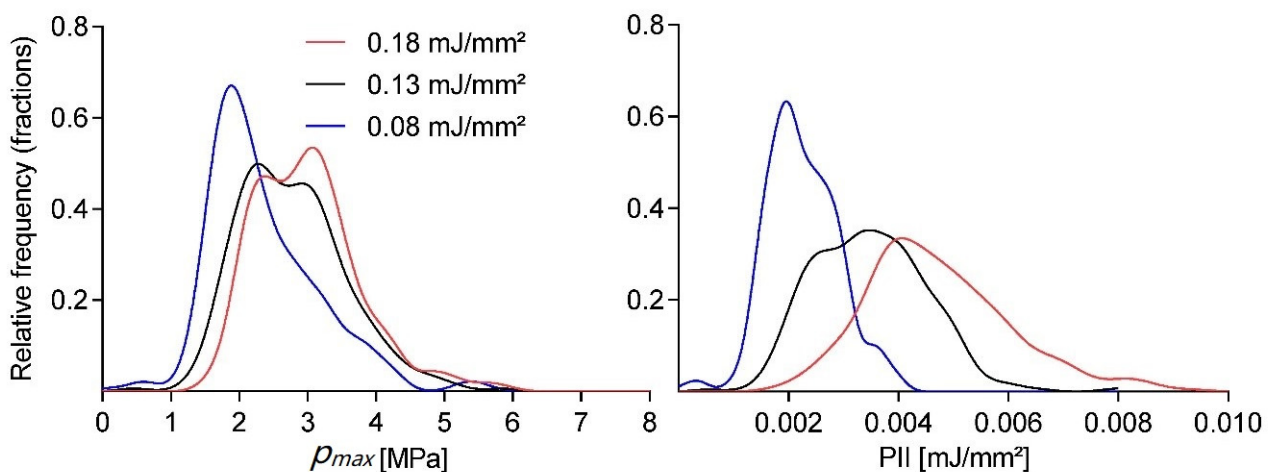 Relative frequency (fractions)
0.8
0.6
0.4
0.2
0.18 mJ/mm²
0.13 mJ/mm²
0.08 mJ/mm²
0 1 2 3 4 5 6 7 8
pmax [MPa]
0.8
0.6
0.4
0.2
0.002 0.004 0.006 0.008 0.010
PII [mJ/mm²]